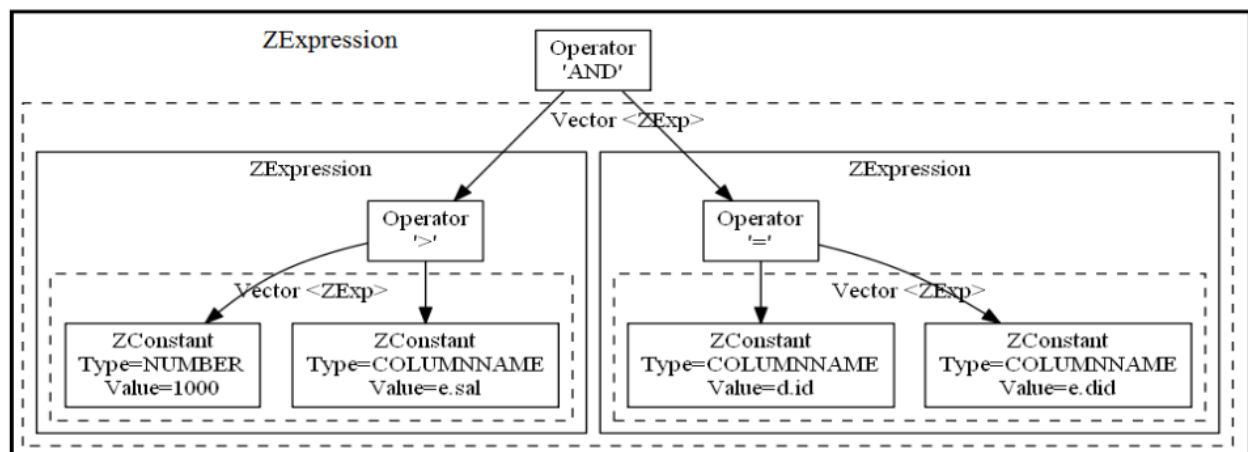 ZExpression
Operator
'AND'
Vector <ZExp>
ZExpression
Operator
'>'
Vector <ZExp>
ZConstant
Type=NUMBER
Value=1000
ZConstant
Type=COLUMNNAME
Value=e.sal
ZExpression
Operator
'='
Vector <ZExp>
ZConstant
Type=COLUMNNAME
Value=d.id
ZConstant
Type=COLUMNNAME
Value=e.did